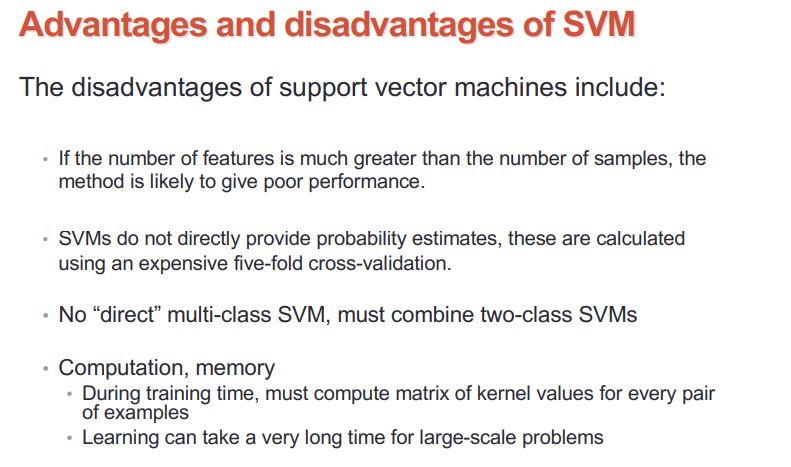 Advantages and disadvantages of SVM
The disadvantages of support vector machines include:
• If the number of features is much greater than the number of samples, the
method is likely to give poor performance.
• SVMs do not directly provide probability estimates, these are calculated
using an expensive five-fold cross-validation.
• No “direct” multi-class SVM, must combine two-class SVMs
• Computation, memory
• During training time, must compute matrix of kernel values for every pair
of examples
• Learning can take a very long time for large-scale problems